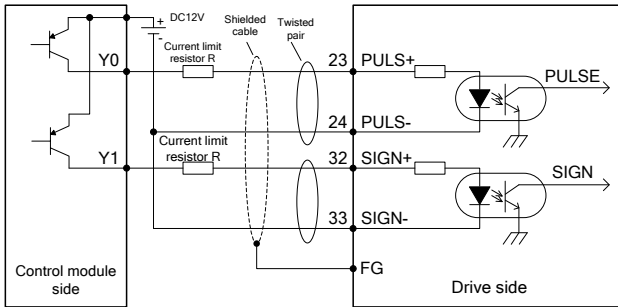 +
DC12V
-
Shielded
cable
Twisted
pair
Current limit
resistor R
Y0
23
PULS+
PULSE
24
PULS-
Current limit
resistor R
Y1
32
SIGN+
SIGN
33
SIGN-
FG
Control module
side
Drive side